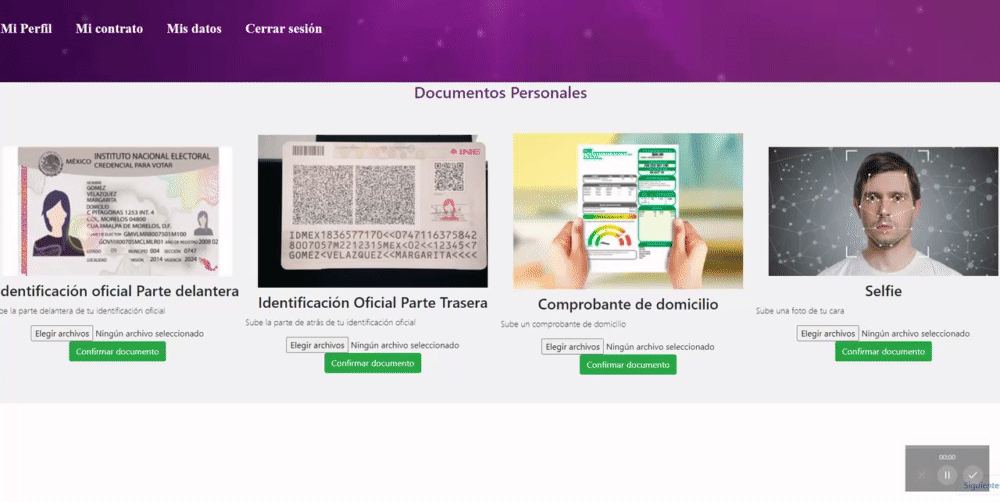 Mi Perfil
Mi contrato
Mis datos
Cerrar sesión
Documentos Personales
MÉXICO
INSTITUTO NACIONAL ELECTORAL
CREDENCIAL PARA VOTAR
NOMBRE
GOMEZ
VELAZQUEZ
MARGARITA
DOMICILIO
C PITAGORAS 1253 INT. 4
COL. MORELOS 04800
CUAJIMALPA DE MORELOS, D.F.
CLAVE DE ELECTOR GMVLMR80070501M100
CURP GOVM800705MCLMLR01 AÑO DE REGISTRO 2008 02
ESTADO MUNICIPIO 004 SECCIÓN 0747
LOCALIDAD EMISIÓN 2014 VIGENCIA 2024
dentificación oficial Parte delantera
be la parte delantera de tu identificación oficial
Elegir archivos Ningún archivo seleccionado
Confirmar documento
INE
IDMEX1836577170<<0747116375842
8007057M2212315MEX<02<<12345<7
GOMEZ<VELAZQUEZ<<MARGARITA<<<<
Identificación Oficial Parte Trasera
Sube la parte de atrás de tu identificación oficial
Elegir archivos Ningún archivo seleccionado
Confirmar documento
Comprobante de domicilio
Sube un comprobante de domicilio
Elegir archivos Ningún archivo seleccionado
Confirmar documento
Selfie
Sube una foto de tu cara
Elegir archivos Ningún archivo seleccionado
Confirmar documento
00:00
Siguiente